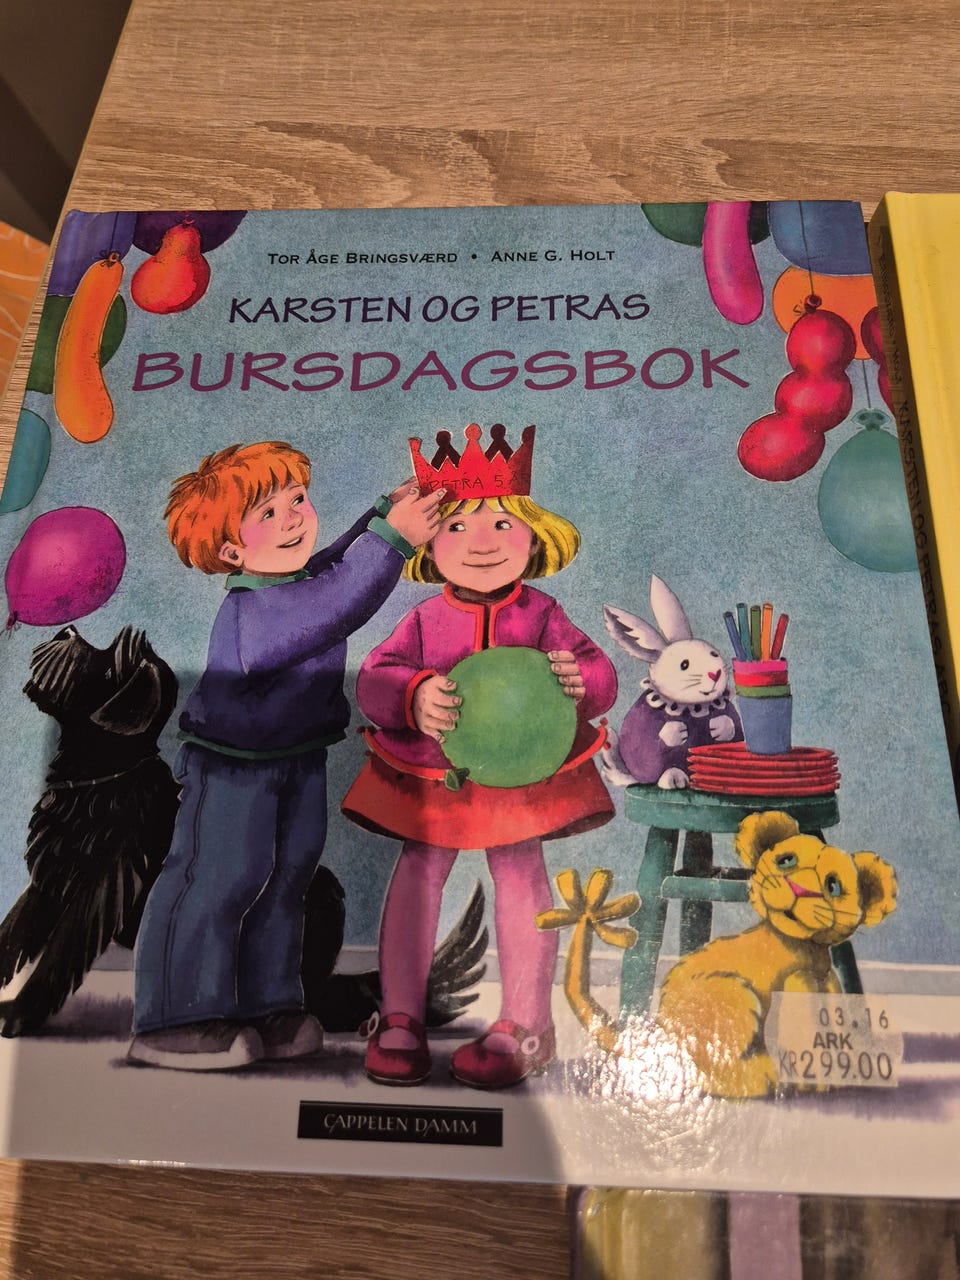 TOR ÅGE BRINGSVÆRD • ANNE G. HOLT
KARSTEN OG PETRAS
BURSDAGSBOK
PETRA 5
03.16
ARK
KR299.00
CAPPELEN DAMM
KARSTEN OG PETRAS ABC